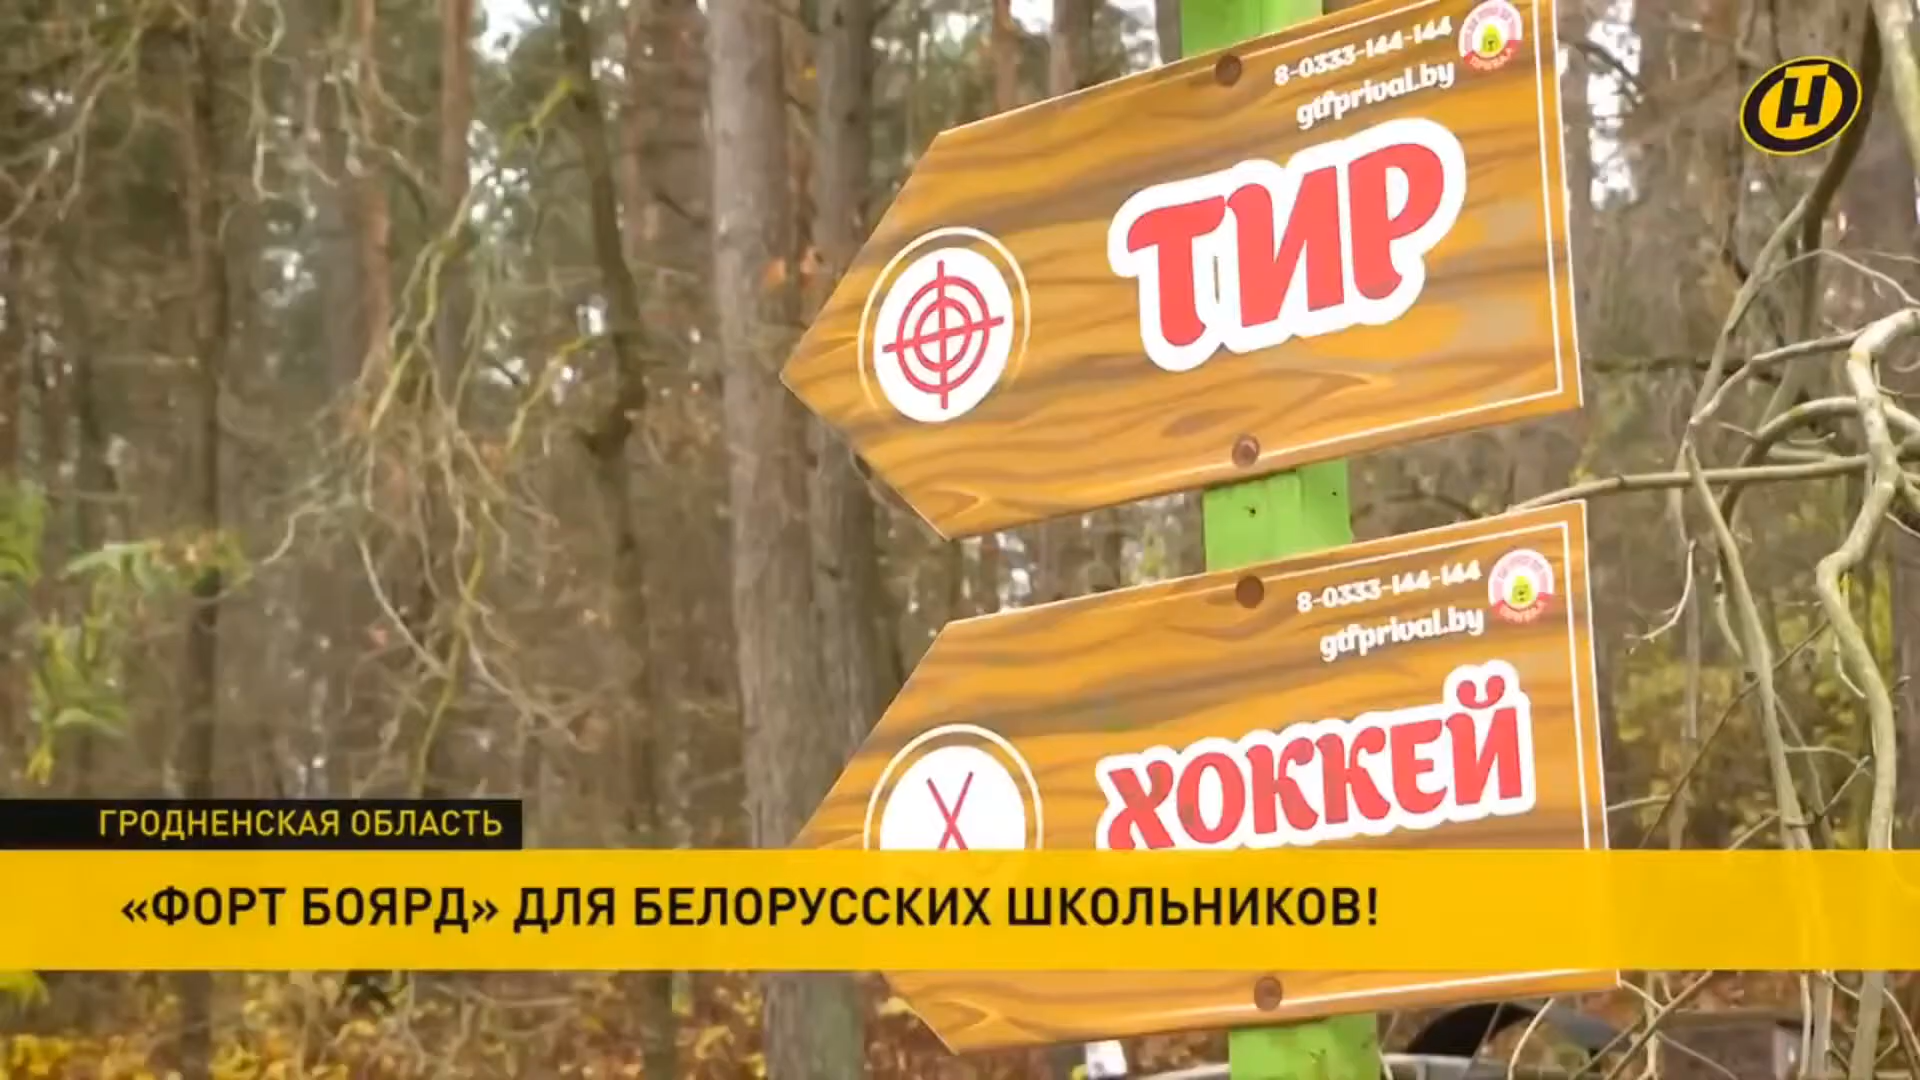 8-0333-144-144
gtfprival.by
ТИР
8-0333-144-144
gtfprival.by
ХОККЕЙ
ГРОДНЕНСКАЯ ОБЛАСТЬ
«ФОРТ БОЯРД» ДЛЯ БЕЛОРУССКИХ ШКОЛЬНИКОВ!